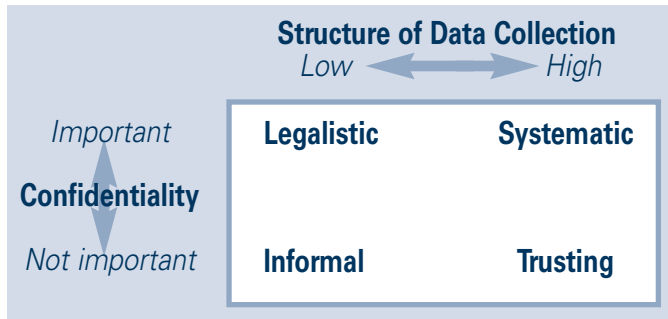 Structure of Data Collection
Low High
Important Legalistic Systematic
Confidentiality
Not important Informal Trusting